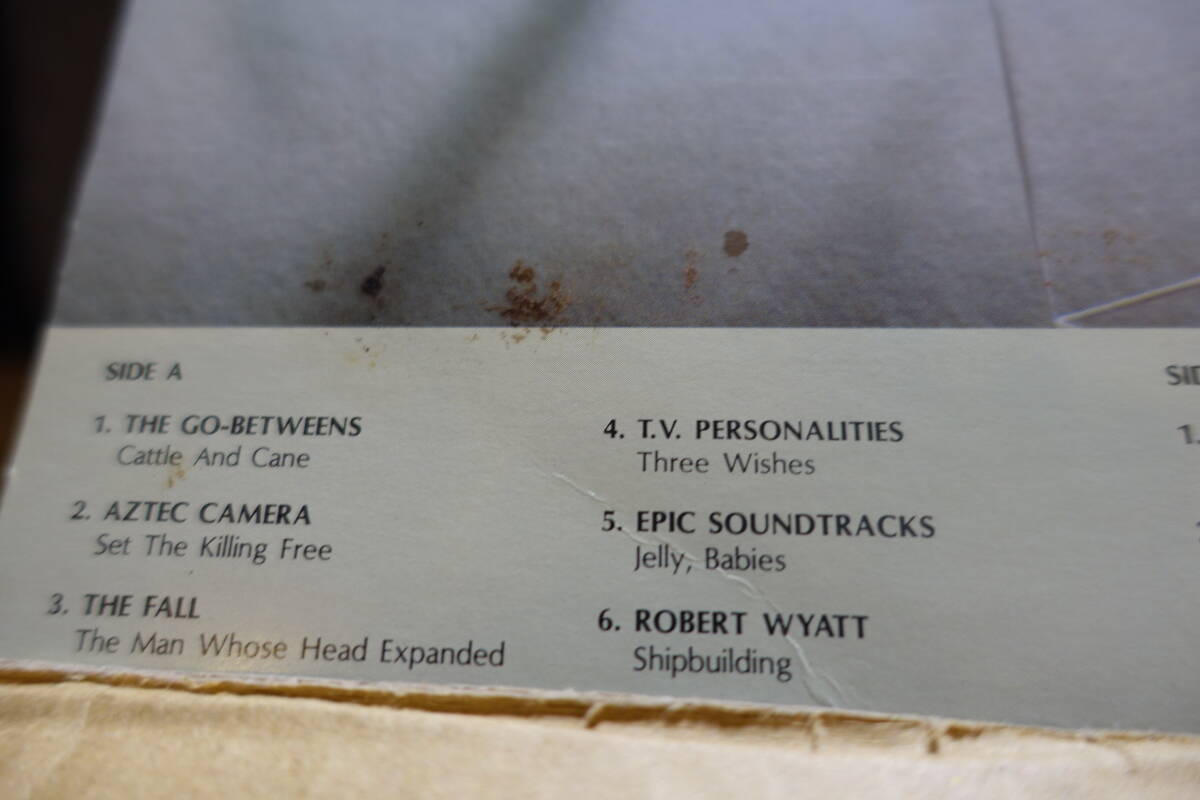 SIDE A
1. THE GO-BETWEENS
Cattle And Cane
2. AZTEC CAMERA
Set The Killing Free
3. THE FALL
The Man Whose Head Expanded
4. T.V. PERSONALITIES
Three Wishes
5. EPIC SOUNDTRACKS
Jelly, Babies
6. ROBERT WYATT
Shipbuilding
1.